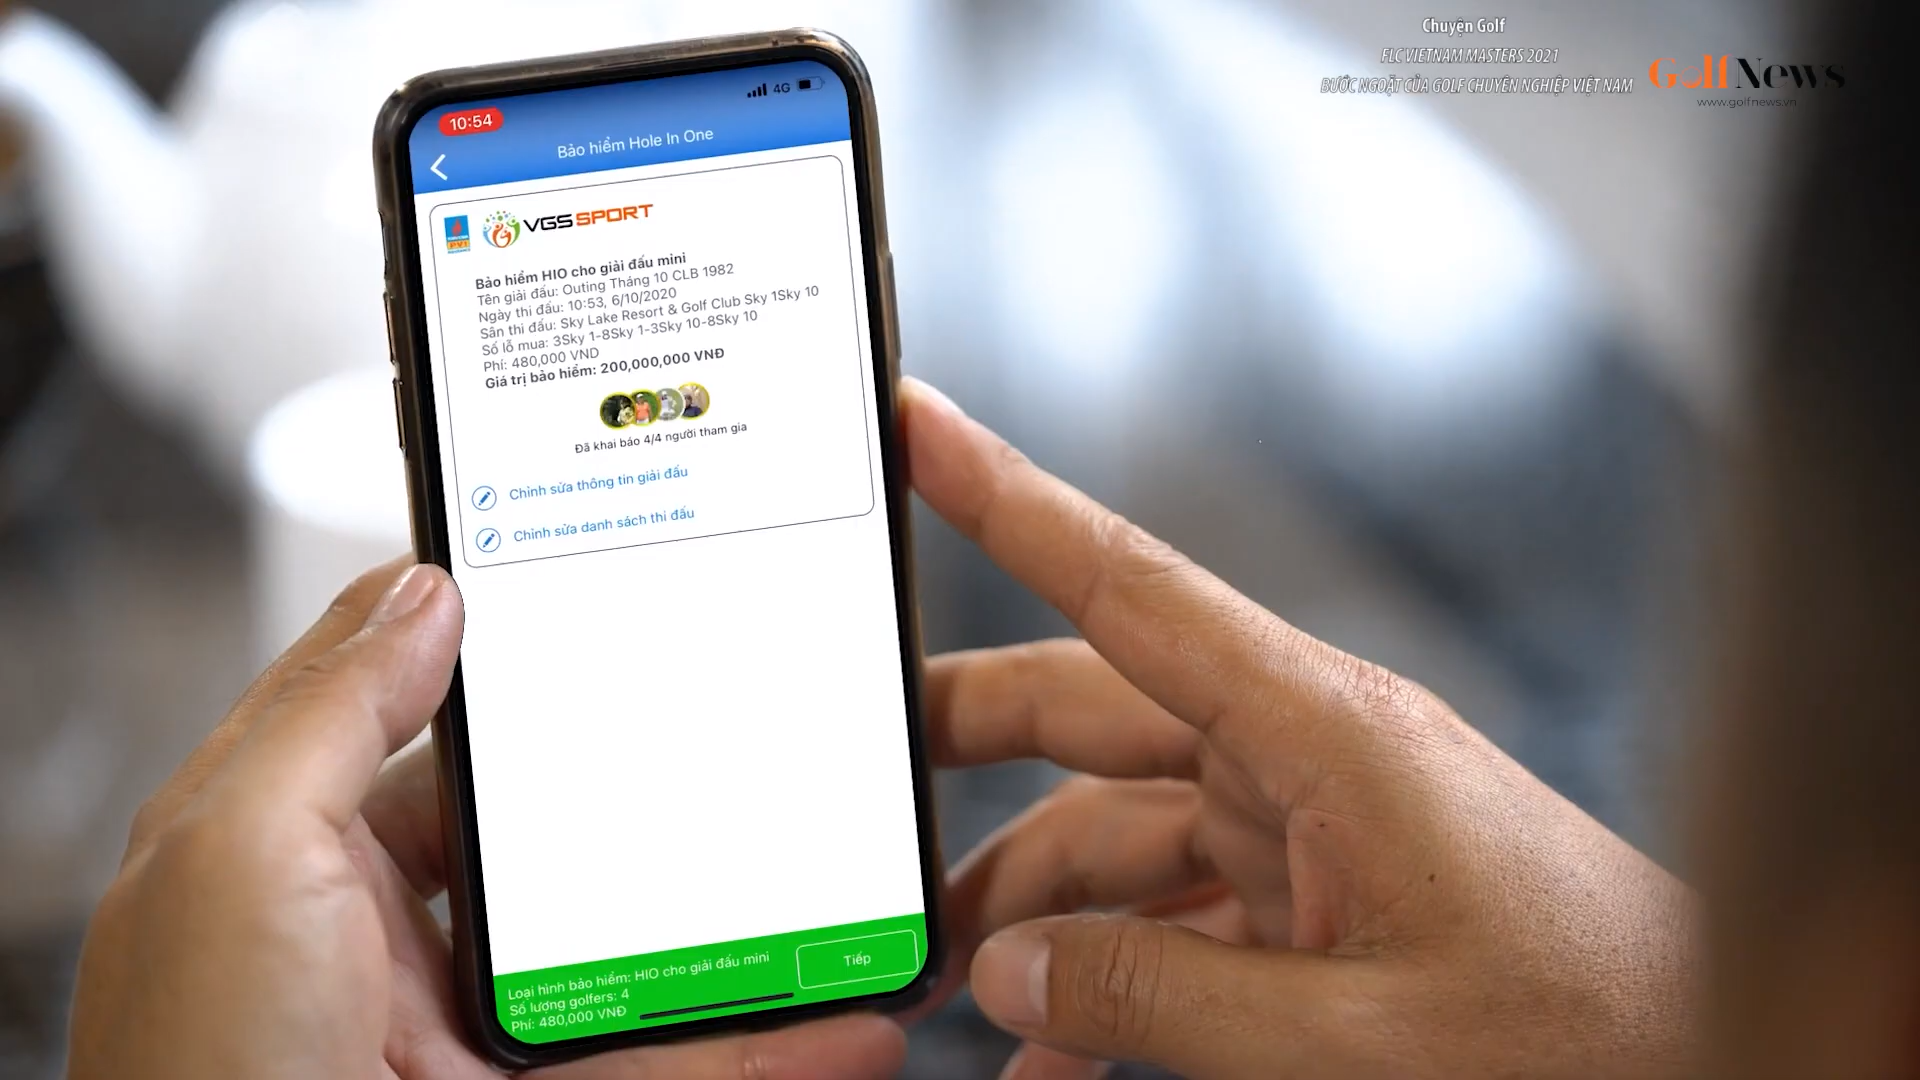 Chuyện Golf
FLC VIETNAM MASTERS 2021
BƯỚC NGOẶT CỦA GOLF CHUYÊN NGHIỆP VIỆT NAM
GolfNews
www.golfnews.vn
10:54
4G
Bảo hiểm Hole In One
PVI
VGS SPORT
Bảo hiểm HIO cho giải đấu mini
Tên giải đấu: Outing Tháng 10 CLB 1982
Ngày thi đấu: 10:53, 6/10/2020
Sân thi đấu: Sky Lake Resort & Golf Club Sky 1Sky 10
Số lỗ mua: 3Sky 1-8Sky 1-3Sky 10-8Sky 10
Phí: 480,000 VND
Giá trị bảo hiểm: 200,000,000 VNĐ
Đã khai báo 4/4 người tham gia
Chỉnh sửa thông tin giải đấu
Chỉnh sửa danh sách thi đấu
Loại hình bảo hiểm: HIO cho giải đấu mini
Số lượng golfers: 4
Phí: 480,000 VNĐ
Tiếp